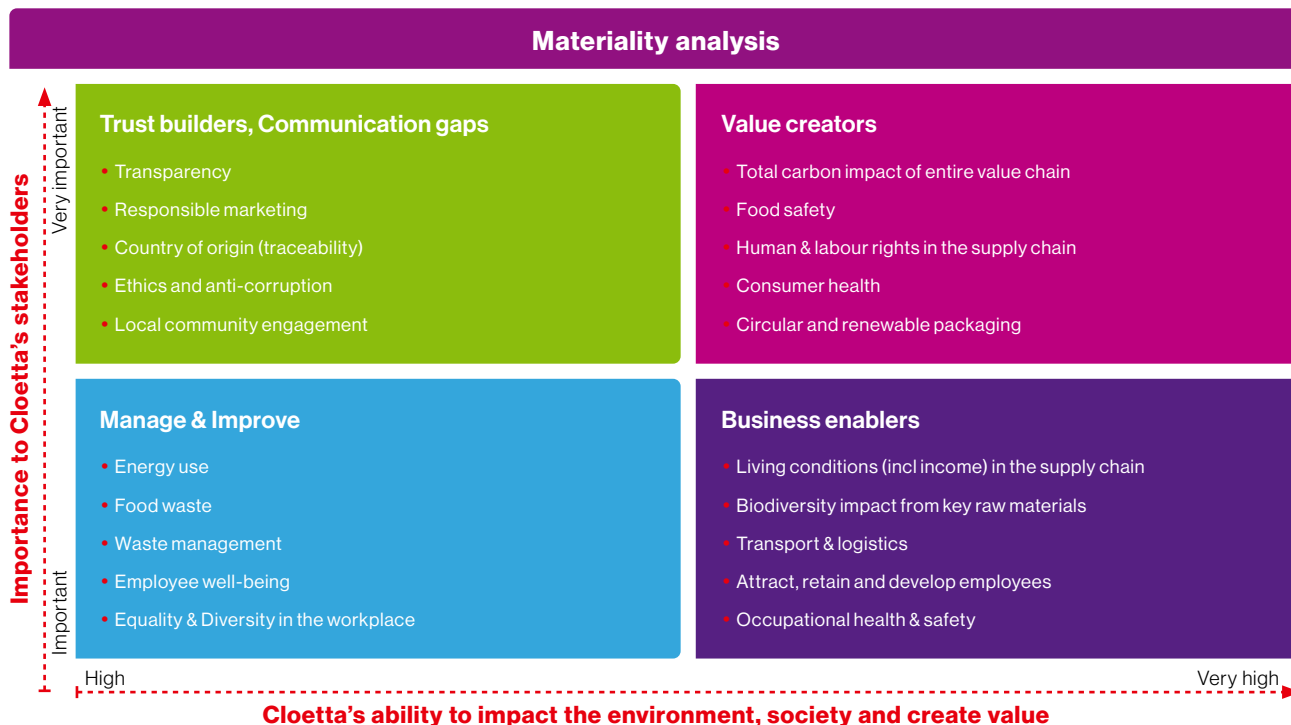 Materiality analysis
Importance to Cloetta's stakeholders
Very important
Important
Trust builders, Communication gaps
• Transparency
• Responsible marketing
• Country of origin (traceability)
• Ethics and anti-corruption
• Local community engagement
Value creators
• Total carbon impact of entire value chain
• Food safety
• Human & labour rights in the supply chain
• Consumer health
• Circular and renewable packaging
Manage & Improve
• Energy use
• Food waste
• Waste management
• Employee well-being
• Equality & Diversity in the workplace
Business enablers
• Living conditions (incl income) in the supply chain
• Biodiversity impact from key raw materials
• Transport & logistics
• Attract, retain and develop employees
• Occupational health & safety
High
Very high
Cloetta's ability to impact the environment, society and create value